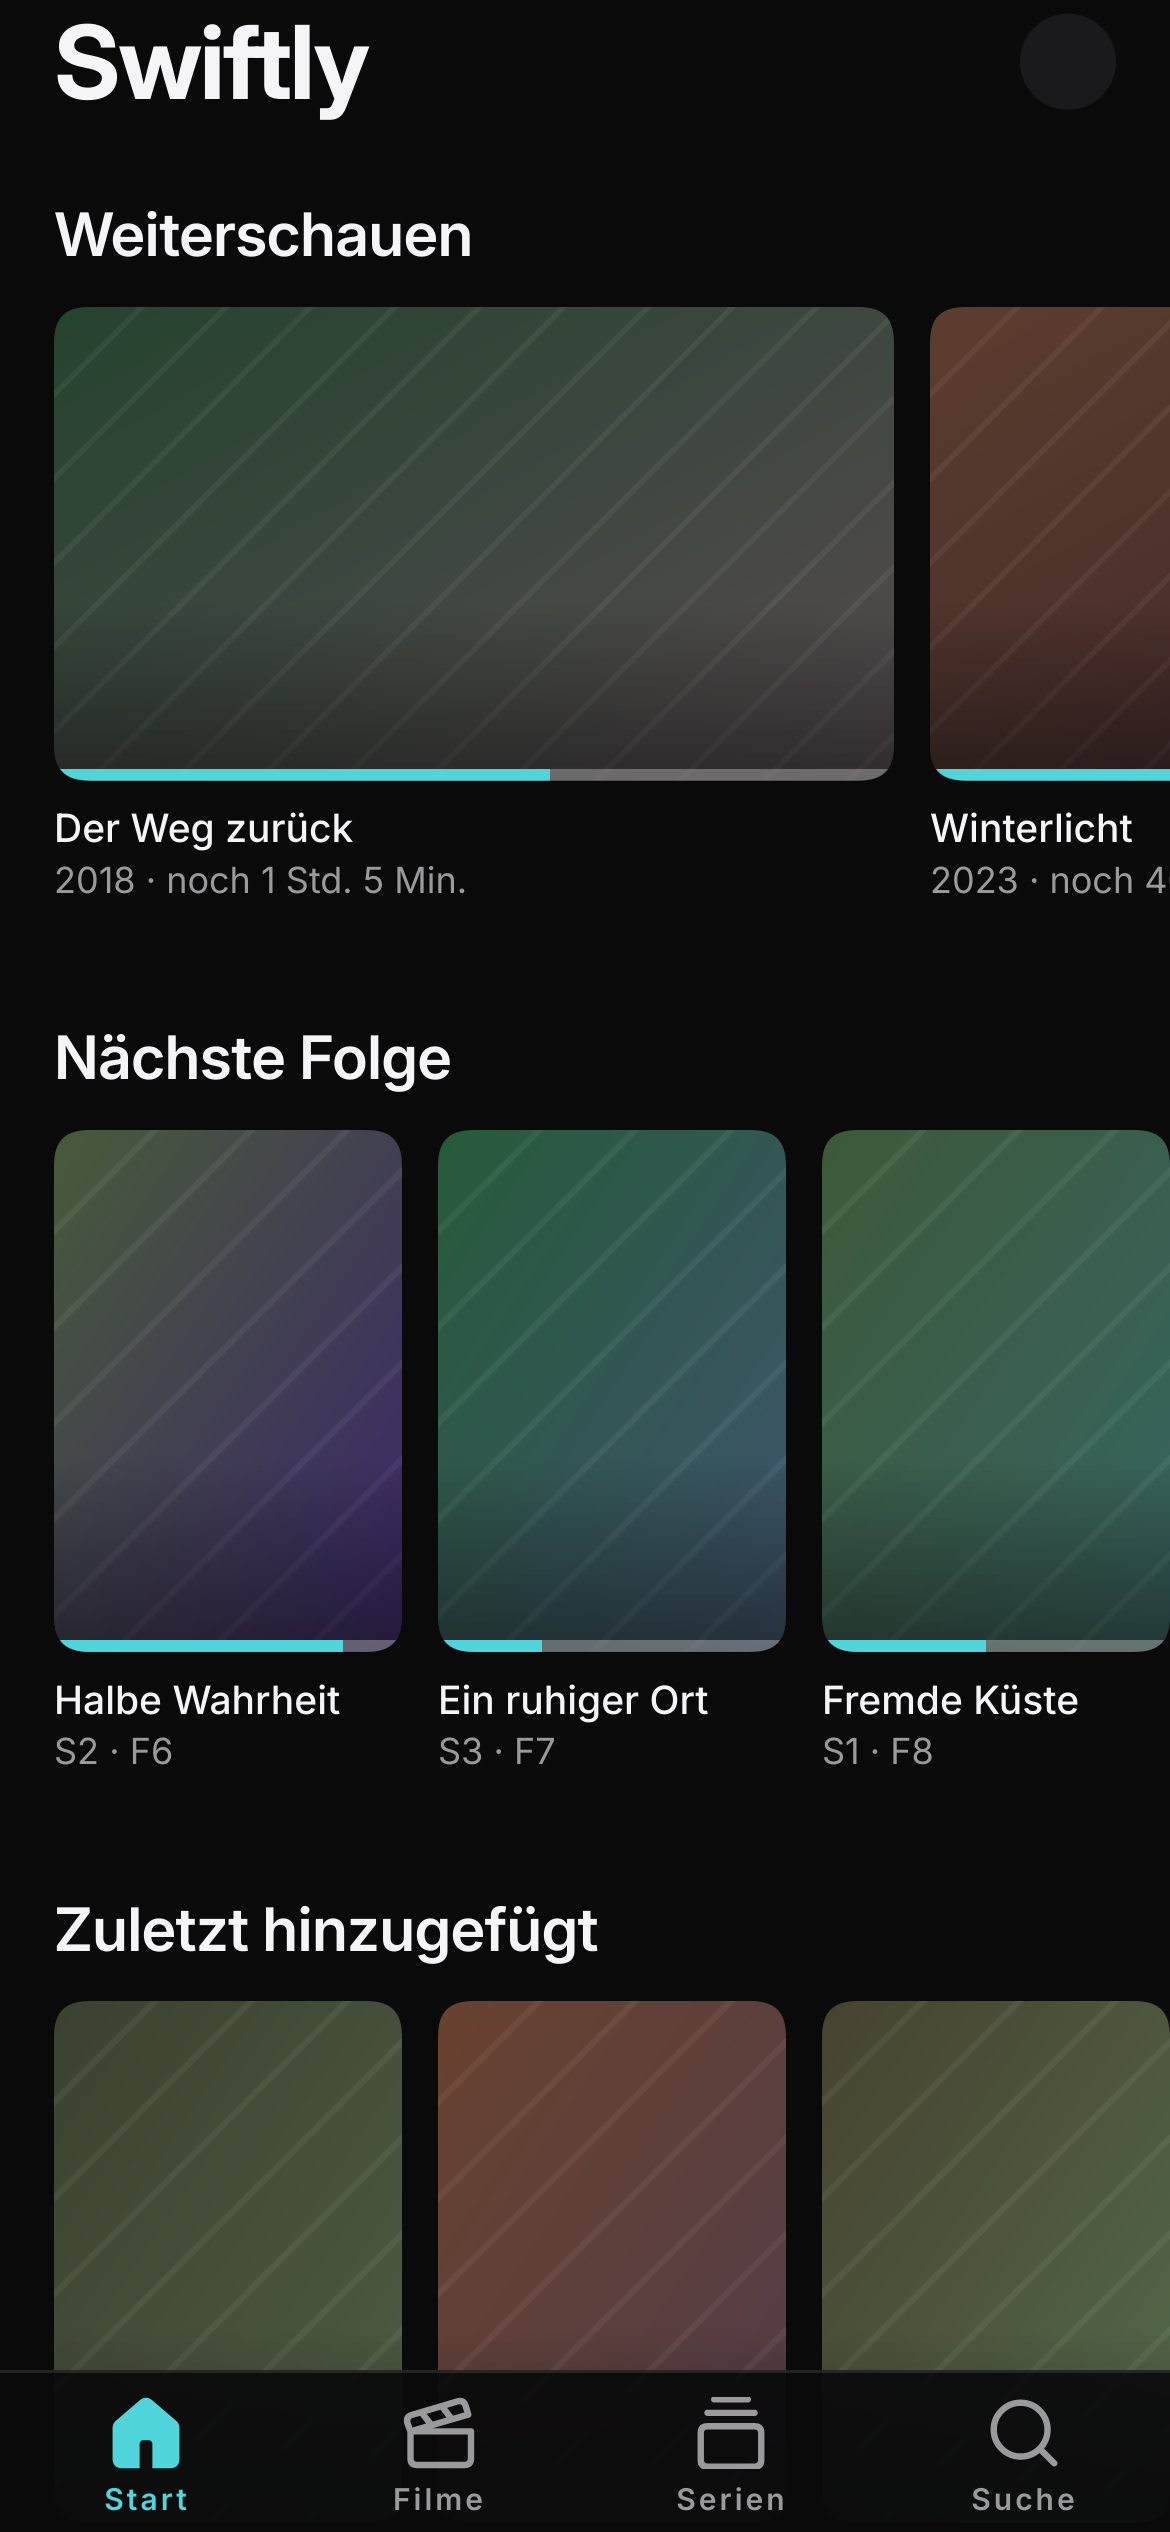 Swiftly
Weiterschauen
Der Weg zurück
2018 · noch 1 Std. 5 Min.
Winterlicht
2023 · noch
Nächste Folge
Halbe Wahrheit
S2 · F6
Ein ruhiger Ort
S3 · F7
Fremde Küste
S1 · F8
Zuletzt hinzugefügt
Start
Filme
Serien
Suche